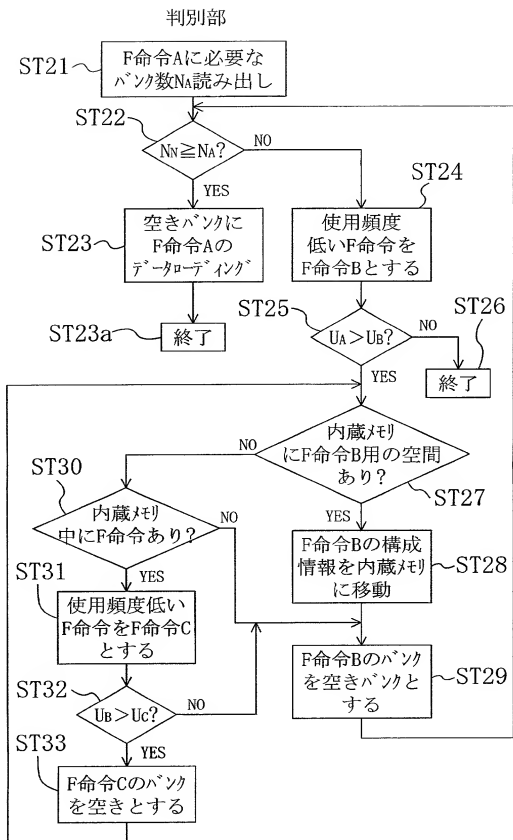 判別部
ST21
F命令Aに必要な
バンク数NA読み出し
ST22
NN≧NA?
NO
YES
ST23
空きバンクに
F命令Aの
データローディング
ST23a
終了
ST24
使用頻度
低いF命令を
F命令Bとする
ST25
UA>UB?
NO
ST26
終了
YES
内蔵メモリ
にF命令B用の空間
あり?
ST27
NO
YES
ST30
内蔵メモリ
中にF命令あり?
NO
YES
ST28
F命令Bの構成
情報を内蔵メモリ
に移動
ST31
使用頻度低い
F命令をF命令C
とする
ST29
F命令Bのバンク
を空きバンクと
する
ST32
UB>UC?
NO
YES
ST33
F命令Cのバンク
を空きとする